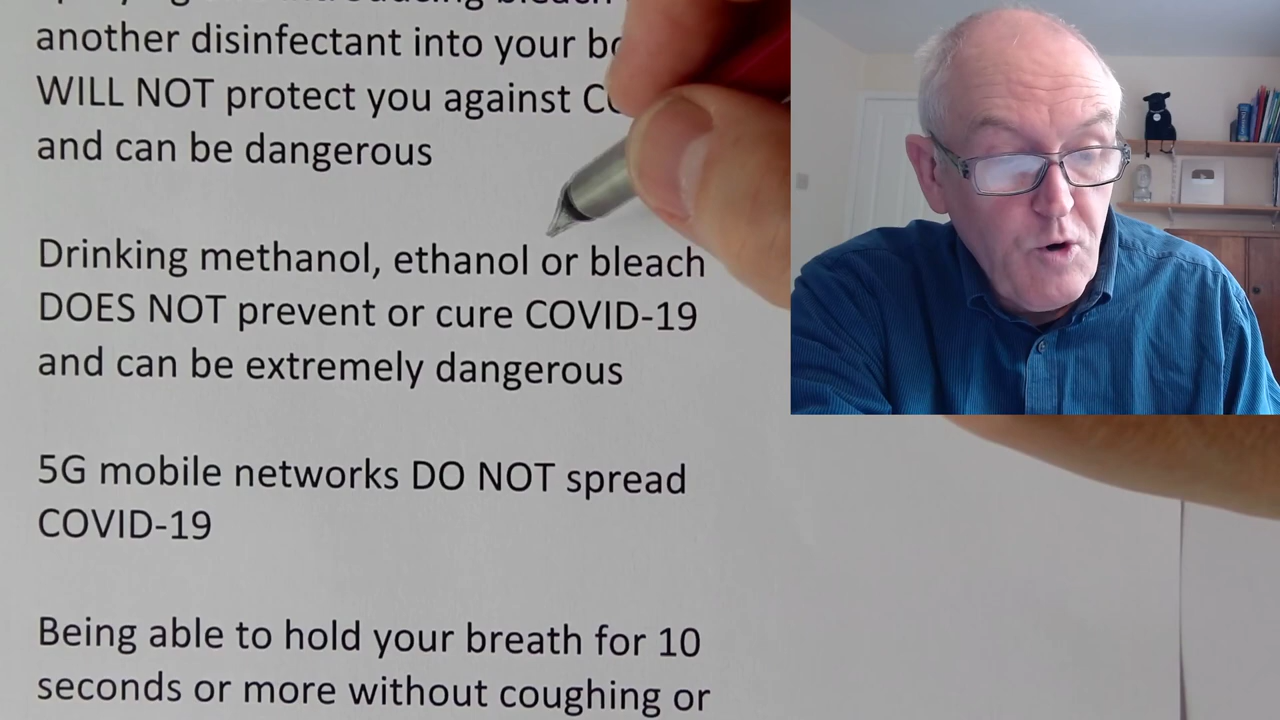 another disinfectant into your
WILL NOT protect you against
and can be dangerous
Drinking methanol, ethanol or bleach
DOES NOT prevent or cure COVID-19
and can be extremely dangerous
5G mobile networks DO NOT spread
COVID-19
Being able to hold your breath for 10
seconds or more without coughing or